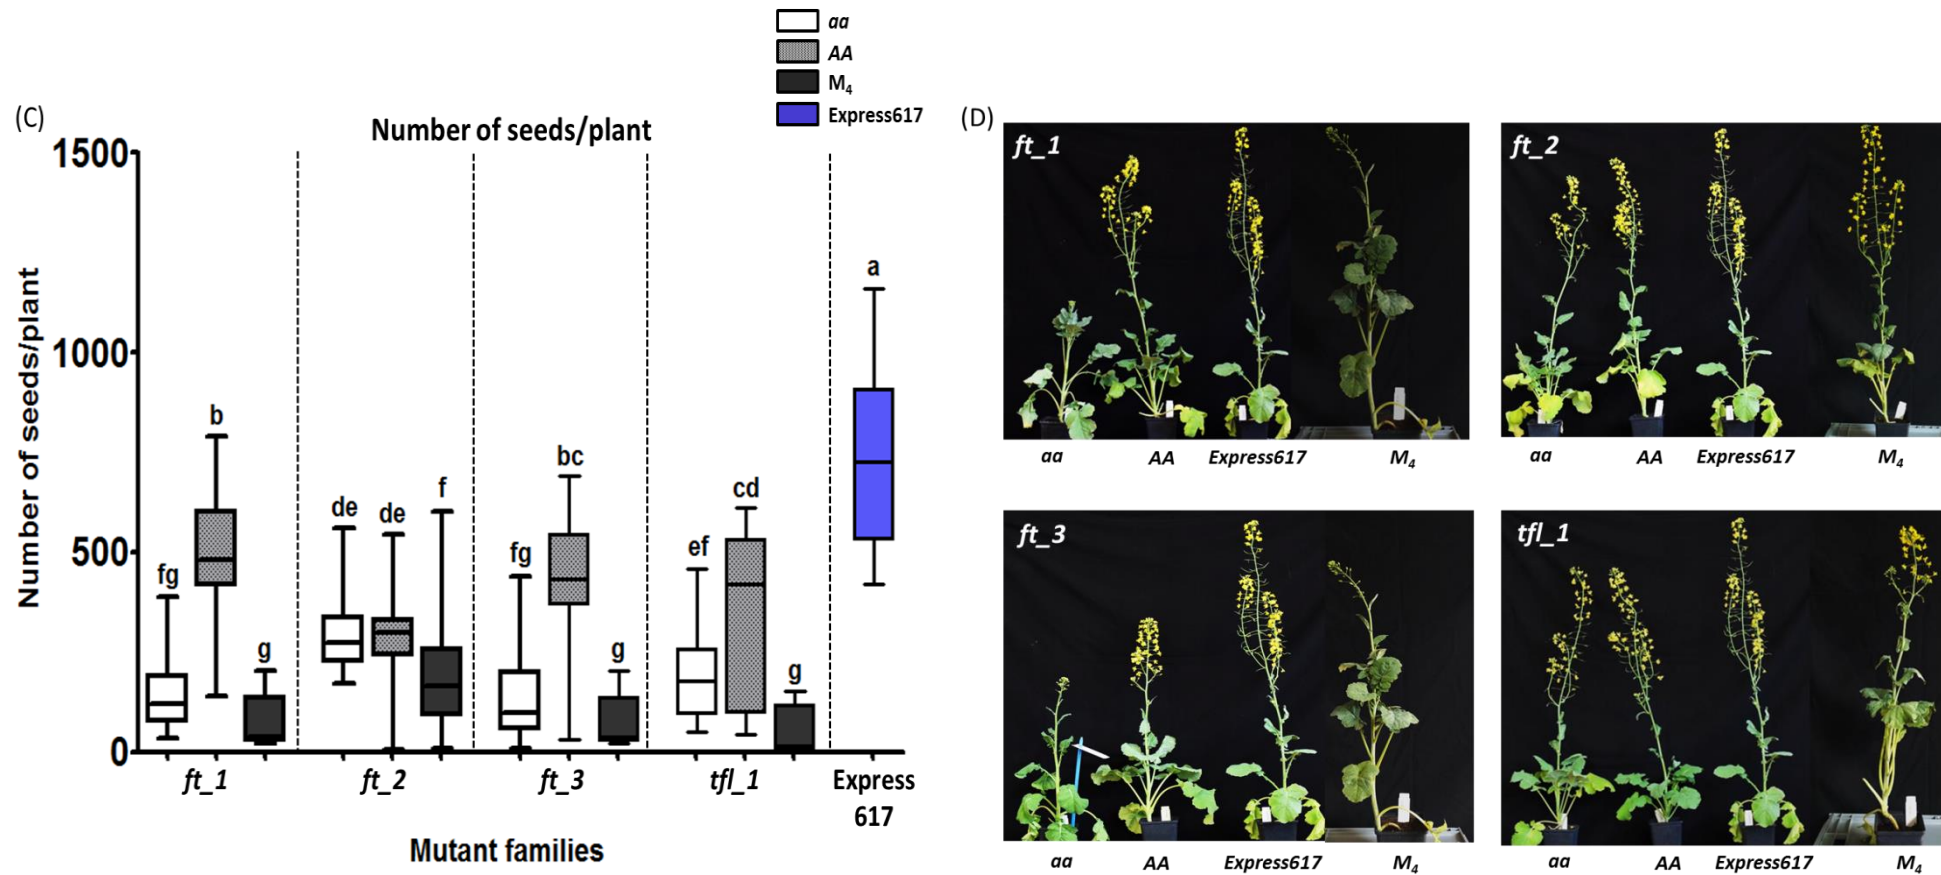 aa
AA
M4
Express617
(C)
Number of seeds/plant
1500
1000
500
0
Number of seeds/plant
fg
b
g
de
de
f
fg
bc
g
ef
cd
g
a
ft_1
ft_2
ft_3
tfl_1
Express
617
Mutant families
(D)
ft_1
aa
AA
Express617
M4
ft_2
aa
AA
Express617
M4
ft_3
aa
AA
Express617
M4
tfl_1
aa
AA
Express617
M4